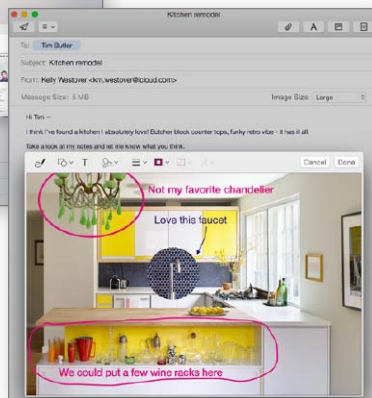 Kitchen remodel
To: Tim Butler
Subject: Kitchen remodel
From: Kelly Westover <km.westover@icloud.com>
Message Size: 6 MB Image Size: Large
Hi Tim –
I think I've found a kitchen I absolutely love! Butcher block counter tops, funky retro vibe - it has it all.
Take a look at my notes and let me know what you think.
T Cancel Done
Not my favorite chandelier
Love this faucet
We could put a few wine racks here